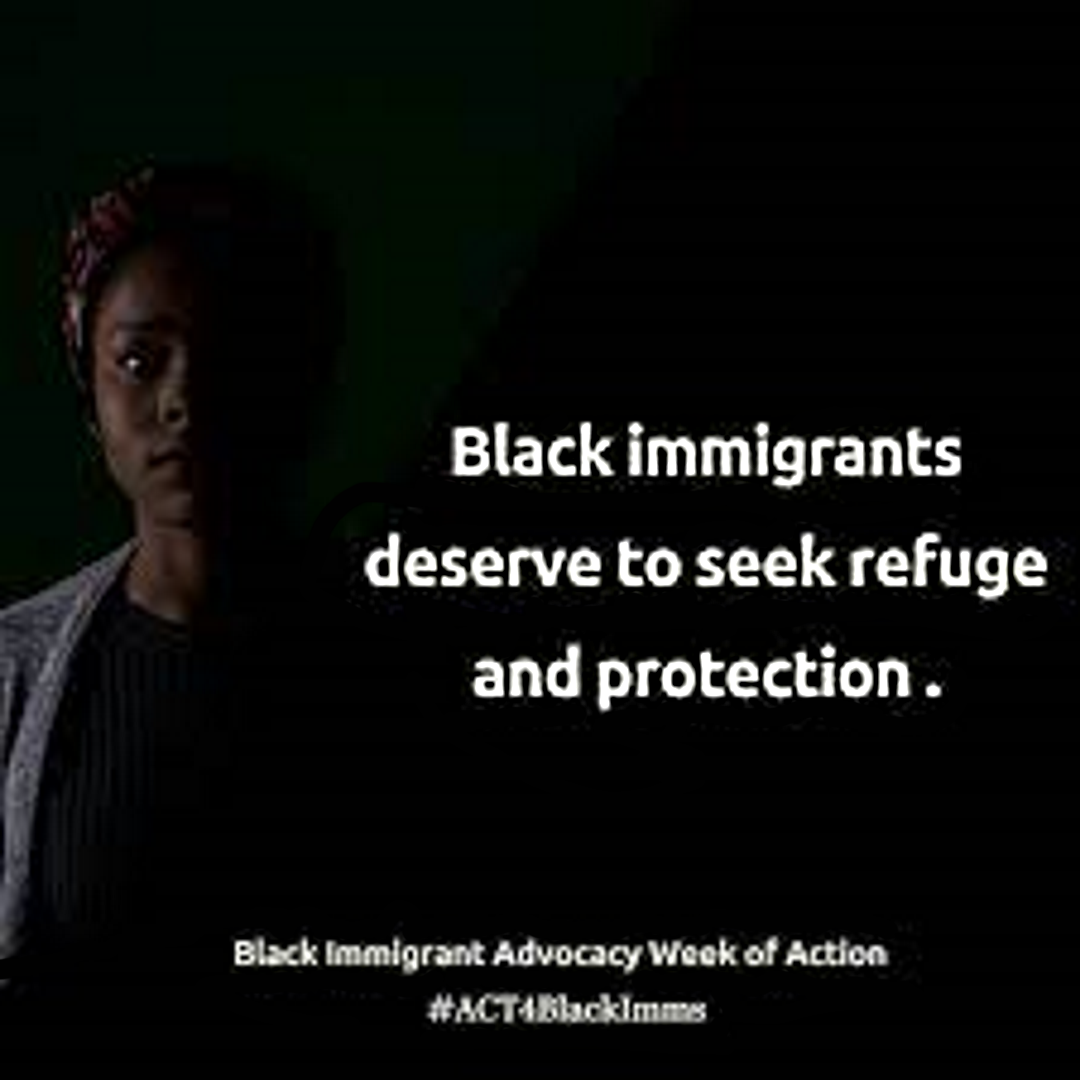 Black immigrants
deserve to seek refuge
and protection .
Black Immigrant Advocacy Week of Action
#ACT4BlackImms